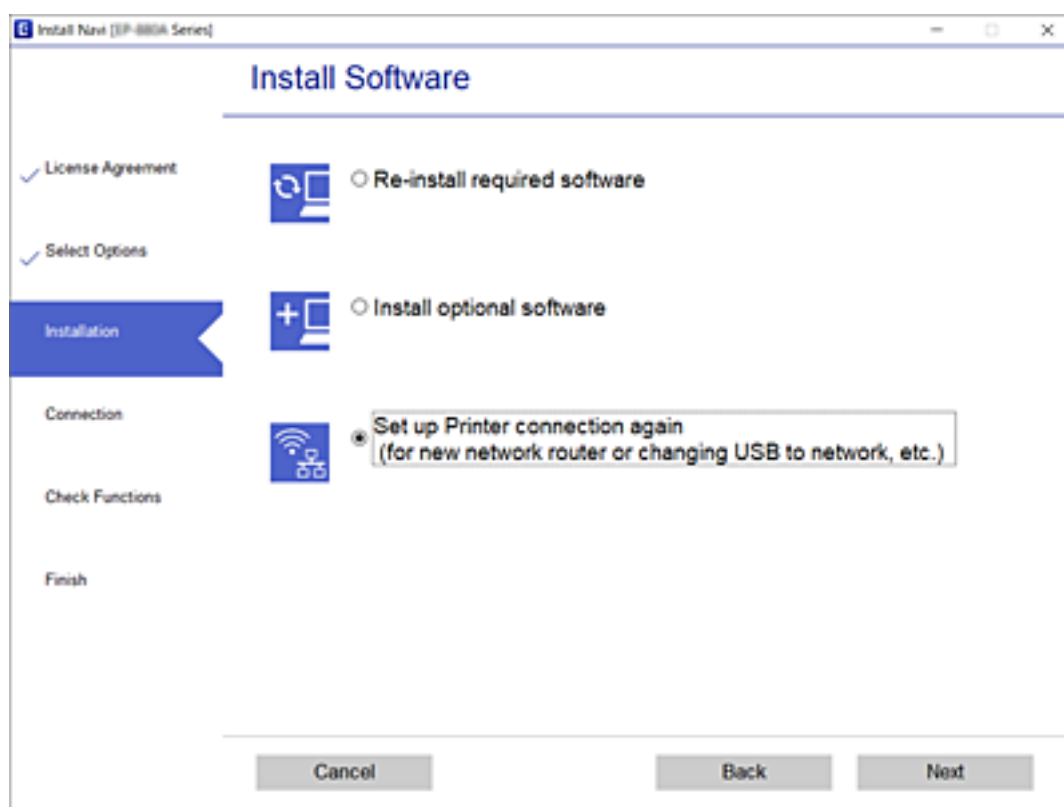 Install Navi [ Series]
Install Software
License Agreement
Select Options
Installation
Connection
Check Functions
Finish
Re-install required software
Install optional software
Set up Printer connection again
(for new network router or changing USB to network, etc.)
Cancel
Back
Next